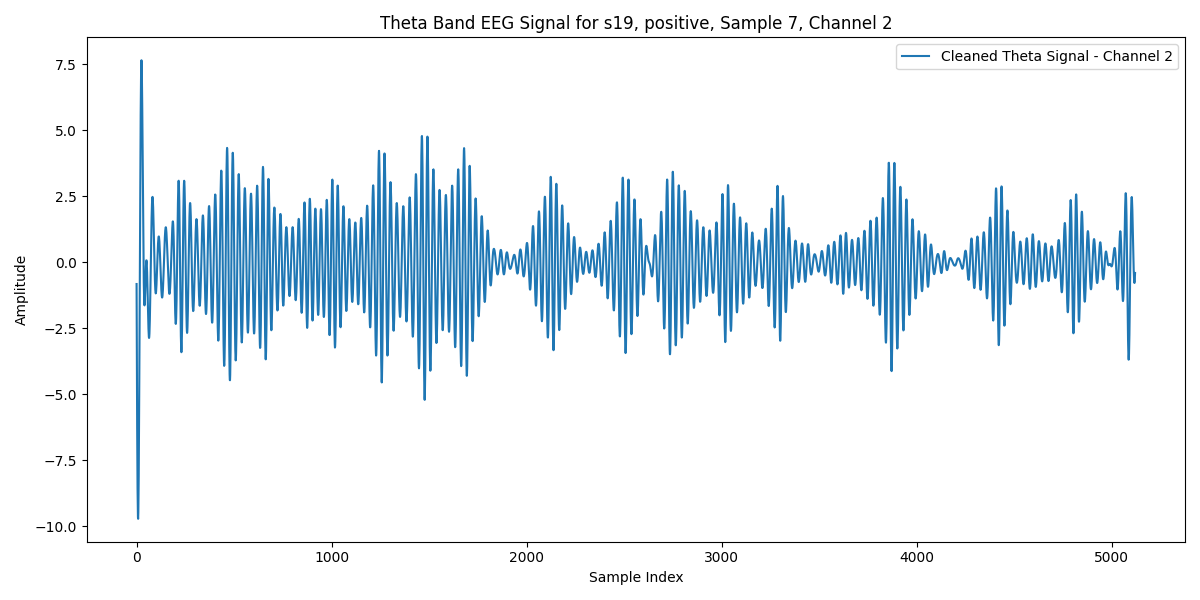 Theta Band EEG Signal for s19, positive, Sample 7, Channel 2
Cleaned Theta Signal - Channel 2
7.5
5.0
2.5
0.0
−2.5
−5.0
−7.5
−10.0
Amplitude
0 1000 2000 3000 4000 5000
Sample Index